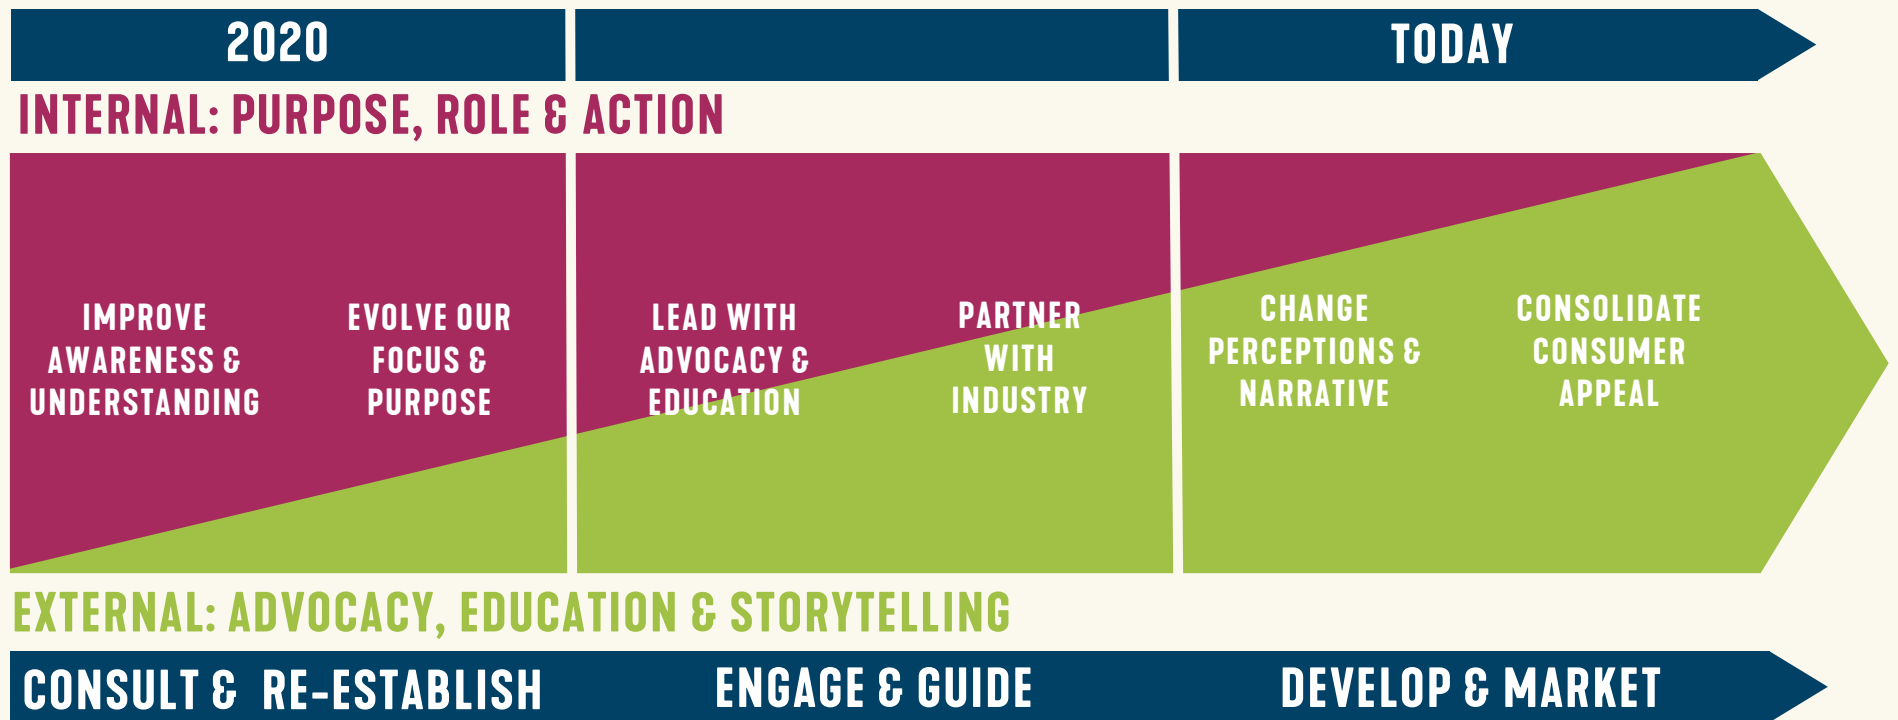 2020
TODAY
INTERNAL: PURPOSE, ROLE & ACTION
IMPROVE
AWARENESS &
UNDERSTANDING
EVOLVE OUR
FOCUS &
PURPOSE
LEAD WITH
ADVOCACY &
EDUCATION
PARTNER
WITH
INDUSTRY
CHANGE
PERCEPTIONS &
NARRATIVE
CONSOLIDATE
CONSUMER
APPEAL
EXTERNAL: ADVOCACY, EDUCATION & STORYTELLING
CONSULT & RE-ESTABLISH
ENGAGE & GUIDE
DEVELOP & MARKET